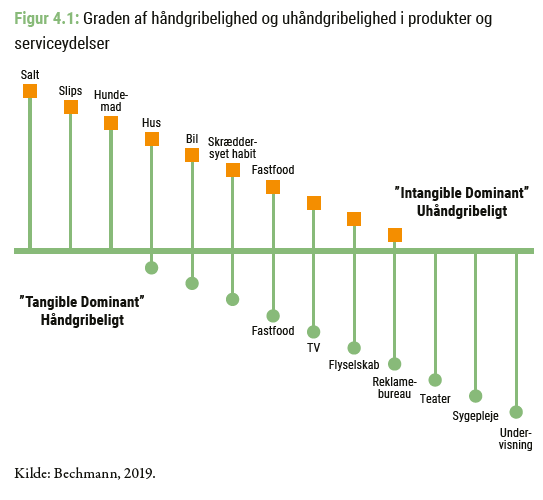 Figur 4.1: Graden af håndgribelighed og uhåndgribelighed i produkter og
serviceydelser
Salt
Slips
Hunde-
mad
Hus
Bil
Skrædder-
syet habit
Fastfood
”Intangible Dominant”
Uhåndgribeligt
”Tangible Dominant”
Håndgribeligt
Fastfood
TV
Flyselskab
Reklame-
bureau
Teater
Sygepleje
Under-
visning
Kilde: Bechmann, 2019.